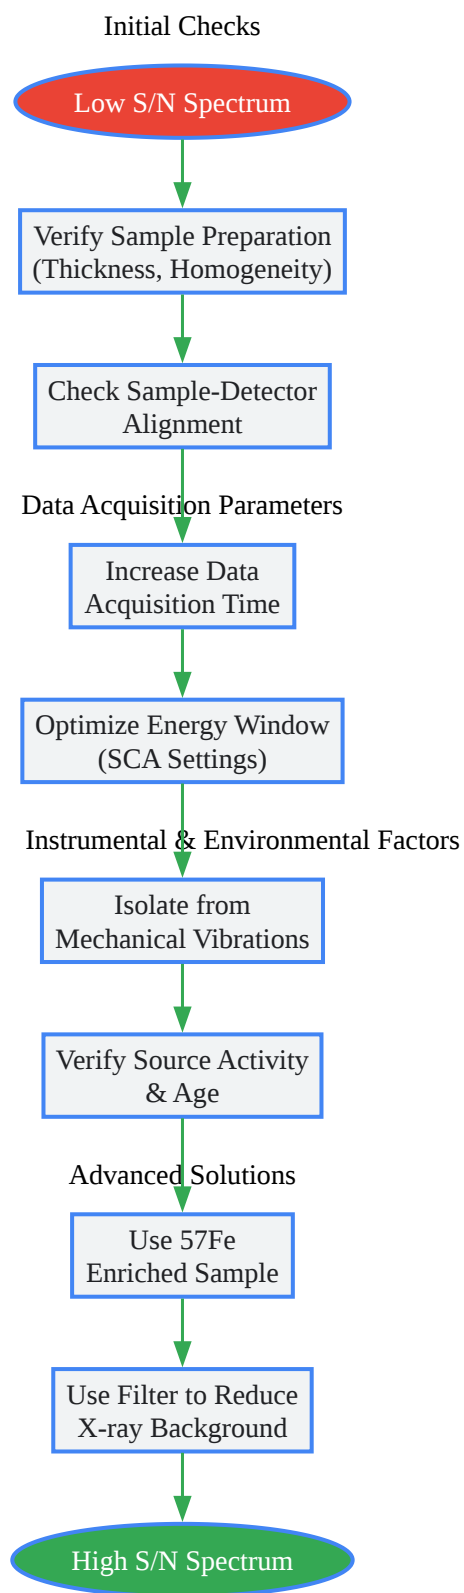 Initial Checks
Low S/N Spectrum
Verify Sample Preparation
(Thickness, Homogeneity)
Check Sample-Detector
Alignment
Data Acquisition Parameters
Increase Data
Acquisition Time
Optimize Energy Window
(SCA Settings)
Instrumental & Environmental Factors
Isolate from
Mechanical Vibrations
Verify Source Activity
& Age
Advanced Solutions
Use 57Fe
Enriched Sample
Use Filter to Reduce
X-ray Background
High S/N Spectrum